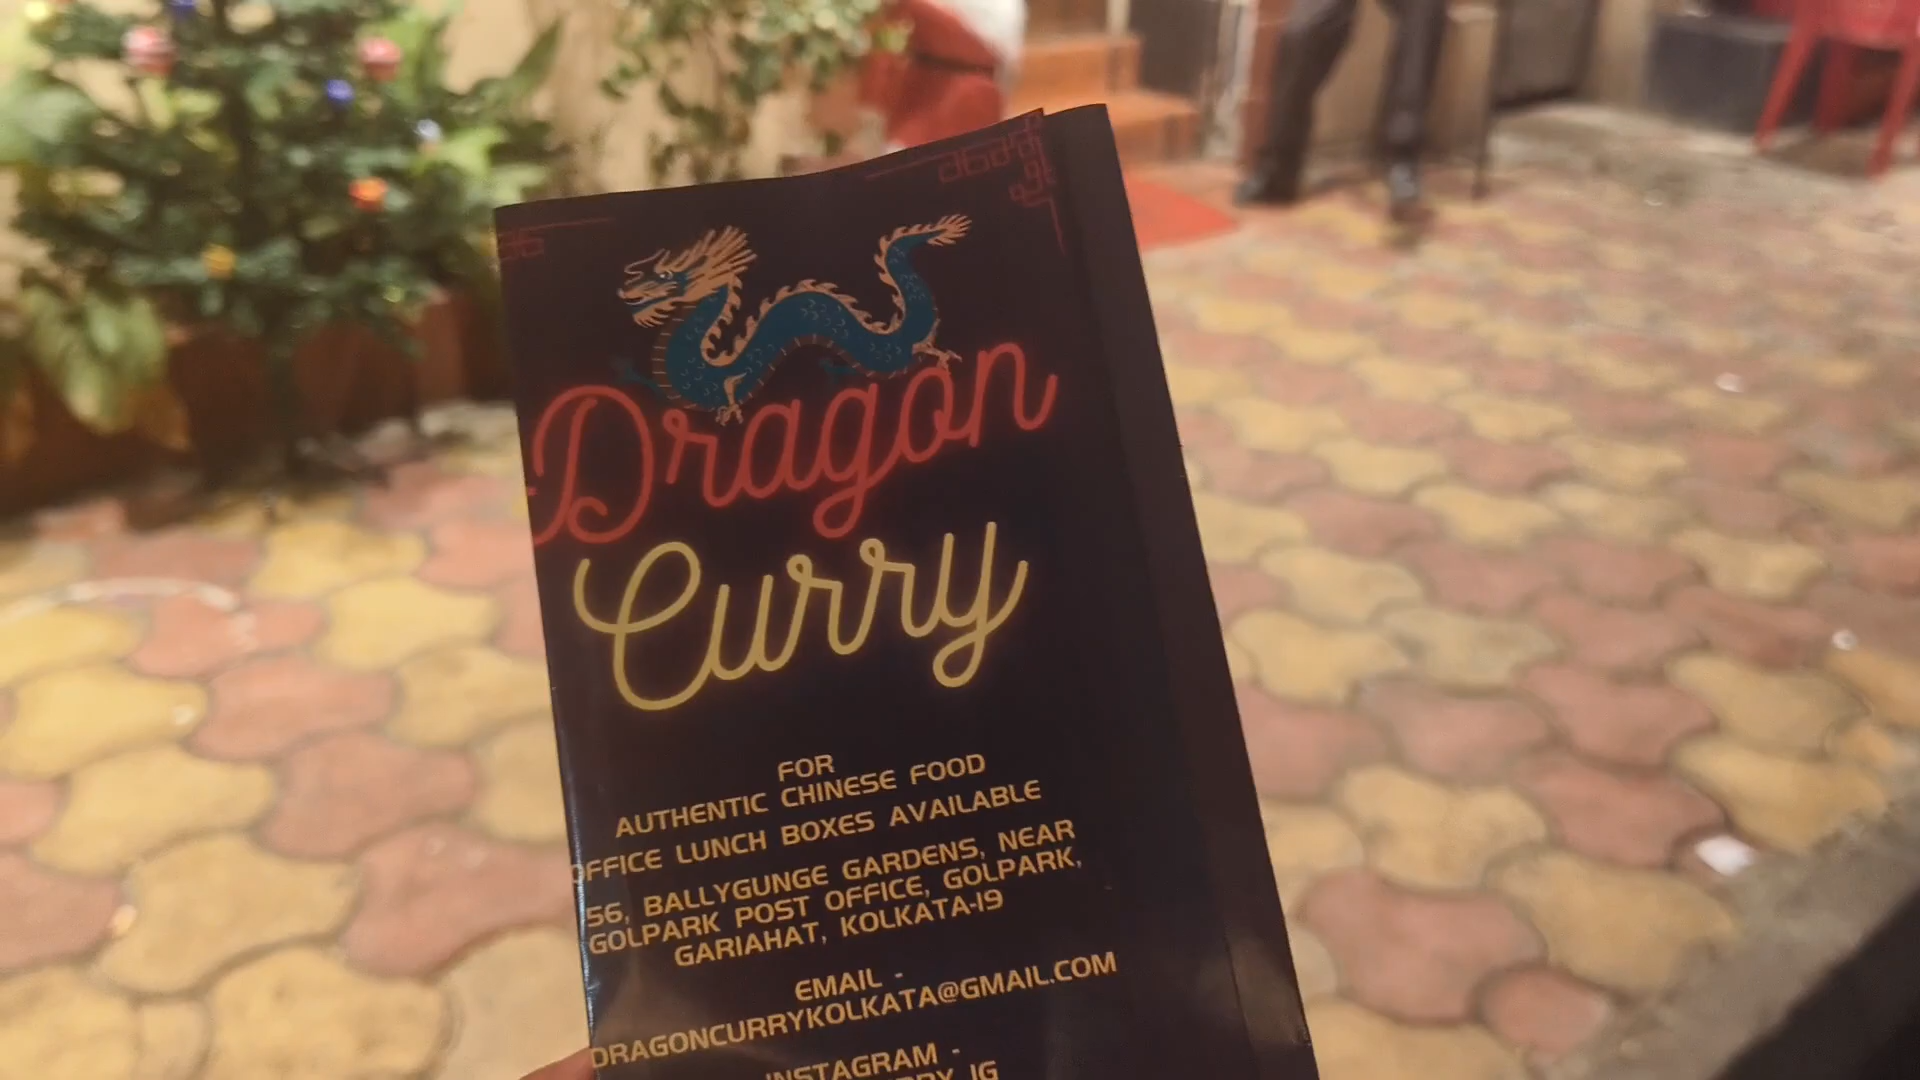 Dragon
Curry
FOR
AUTHENTIC CHINESE FOOD
OFFICE LUNCH BOXES AVAILABLE
56, BALLYGUNGE GARDENS, NEAR
GOLPARK POST OFFICE, GOLPARK,
GARIAHAT, KOLKATA-19
EMAIL -
DRAGONCURRYKOLKATA@GMAIL.COM
INSTAGRAM -